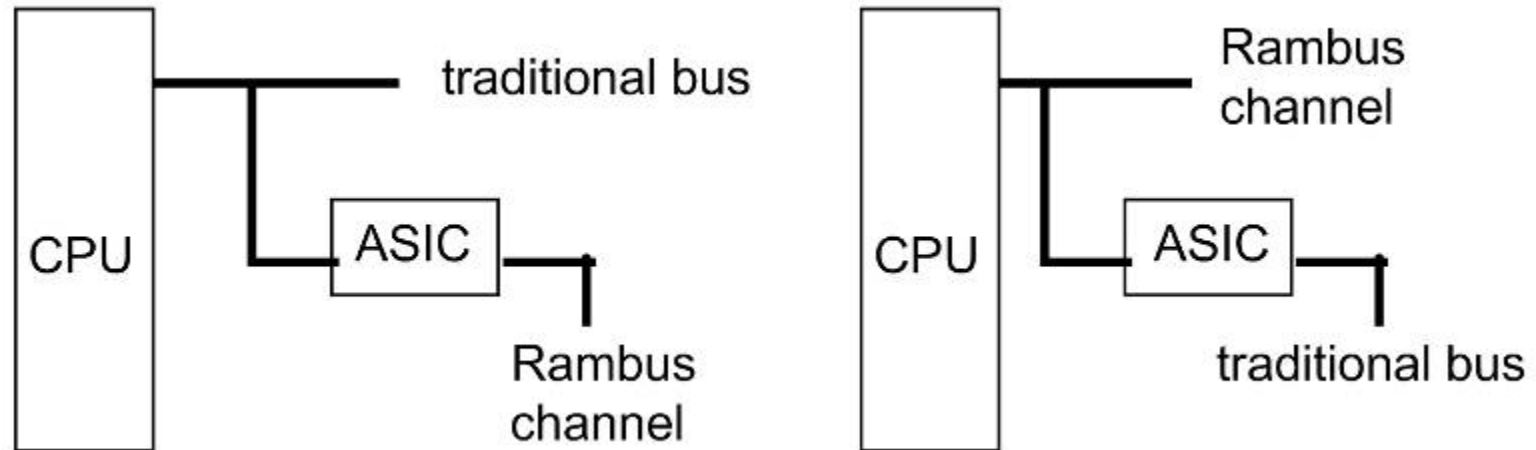 traditional bus
CPU
ASIC
Rambus
channel
Rambus
channel
CPU
ASIC
traditional bus